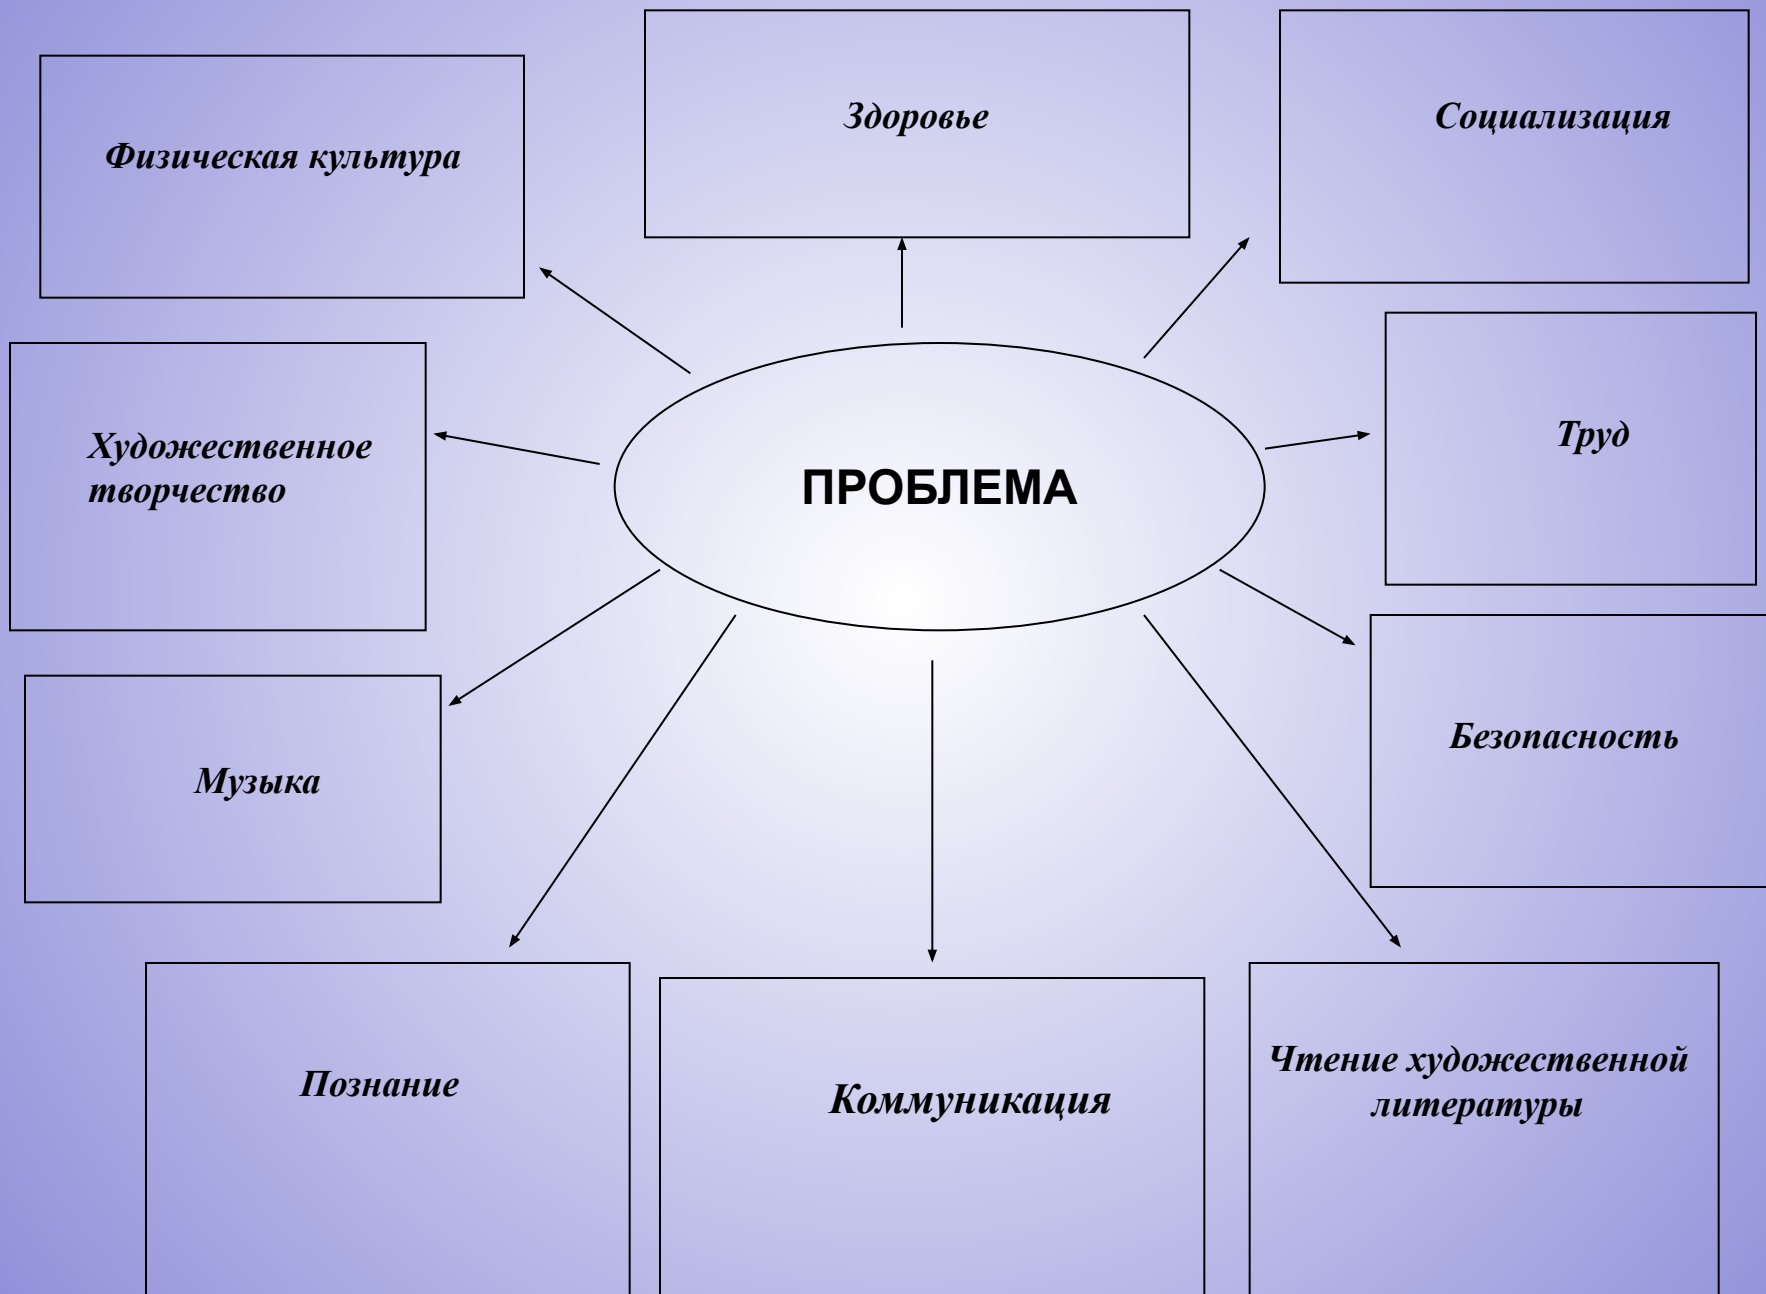 Здоровье
Социализация
Физическая культура
Художественное
творчество
Труд
ПРОБЛЕМА
Безопасность
Музыка
Познание
Коммуникация
Чтение художественной
литературы